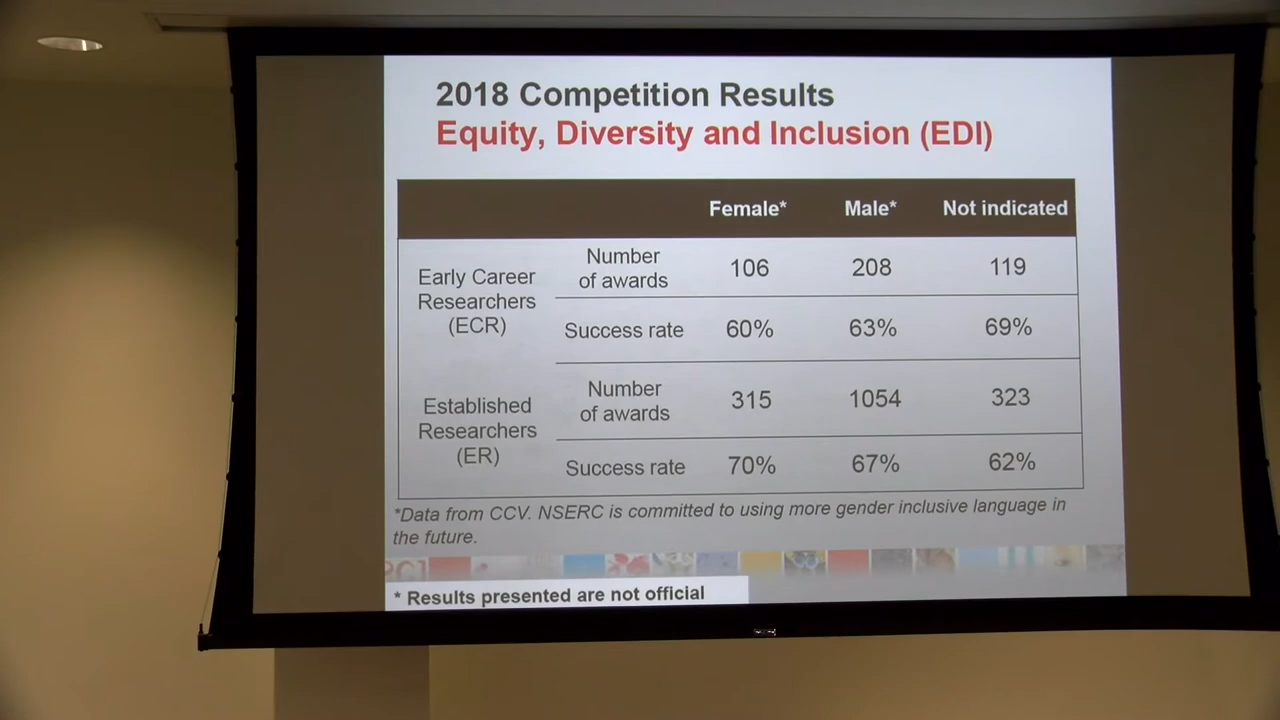 2018 Competition Results
Equity, Diversity and Inclusion (EDI)
Female* Male* Not indicated
Early Career
Researchers
(ECR)
Number
of awards
106 208 119
Success rate 60% 63% 69%
Established
Researchers
(ER)
Number
of awards
315 1054 323
Success rate 70% 67% 62%
*Data from CCV. NSERC is committed to using more gender inclusive language in
the future.
* Results presented are not official